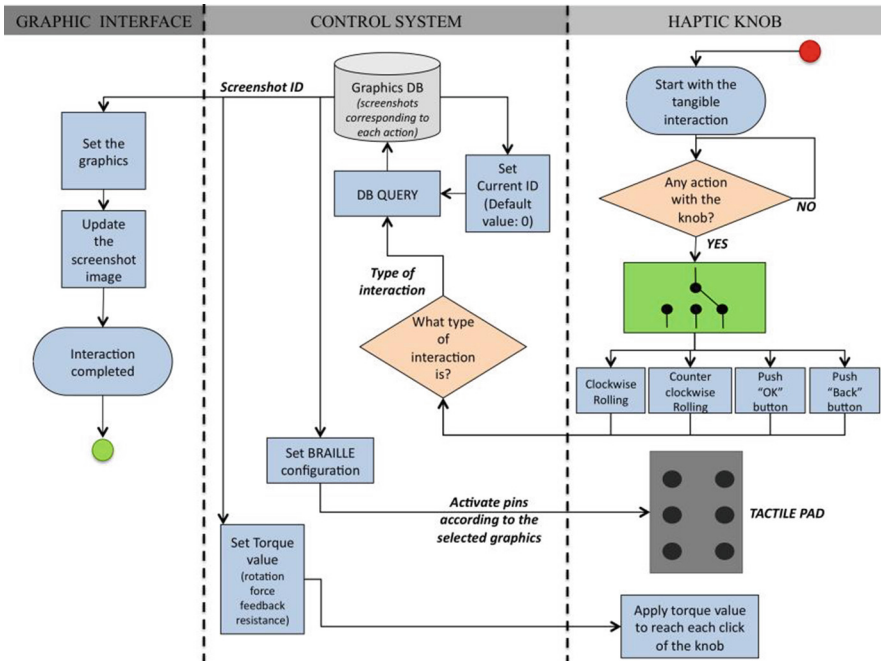 GRAPHIC INTERFACE
CONTROL SYSTEM
HAPTIC KNOB
Screenshot ID
Graphics DB
(screenshots
corresponding to
each action)
Start with the
tangible
interaction
Set the
graphics
Set
Current ID
(Default
value: 0)
DB QUERY
Any action
with the
knob?
NO
YES
Update
the
screenshot
image
Type of
interaction
What type
of
interaction
is?
Interaction
completed
Clockwise
Rolling
Counter
clockwise
Rolling
Push
“OK”
button
Push
“Back”
button
Set BRAILLE
configuration
Activate pins
according to the
selected graphics
TACTILE PAD
Set Torque
value
(rotation
force
feedback
resistance)
Apply torque value
to reach each click
of the knob